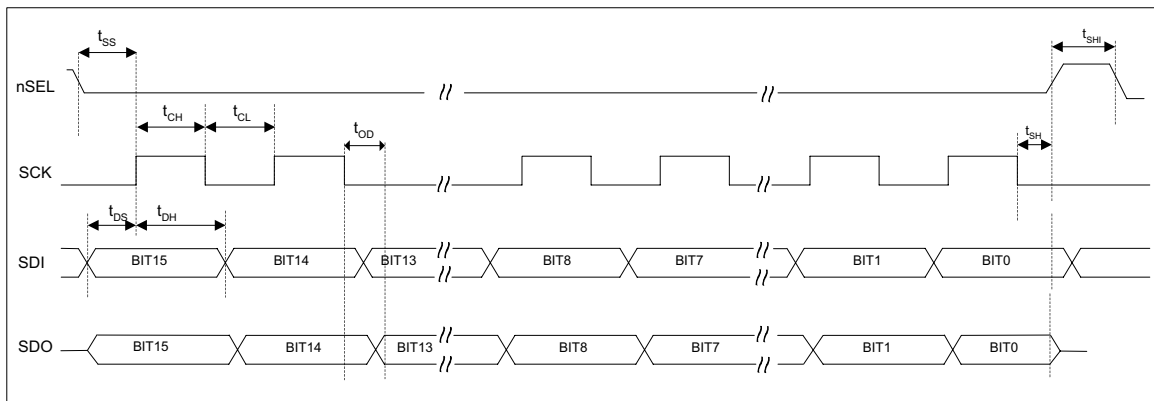 tSS
tSHI
nSEL
tCH
tCL
tOD
tSH
SCK
tDS
tDH
SDI
BIT15
BIT14
BIT13
BIT8
BIT7
BIT1
BIT0
SDO
BIT15
BIT14
BIT13
BIT8
BIT7
BIT1
BIT0